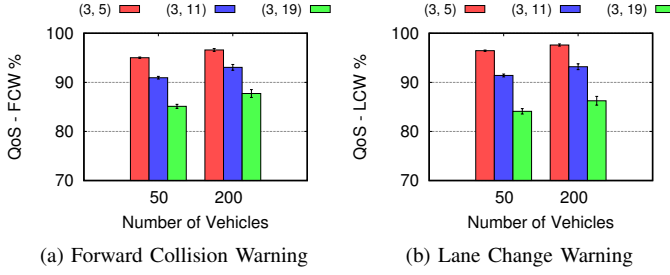 (3, 5) (3, 11) (3, 19)
QoS - FCW %
100
90
80
70
50 200
Number of Vehicles
(a) Forward Collision Warning
(3, 5) (3, 11) (3, 19)
QoS - LCW %
100
90
80
70
50 200
Number of Vehicles
(b) Lane Change Warning